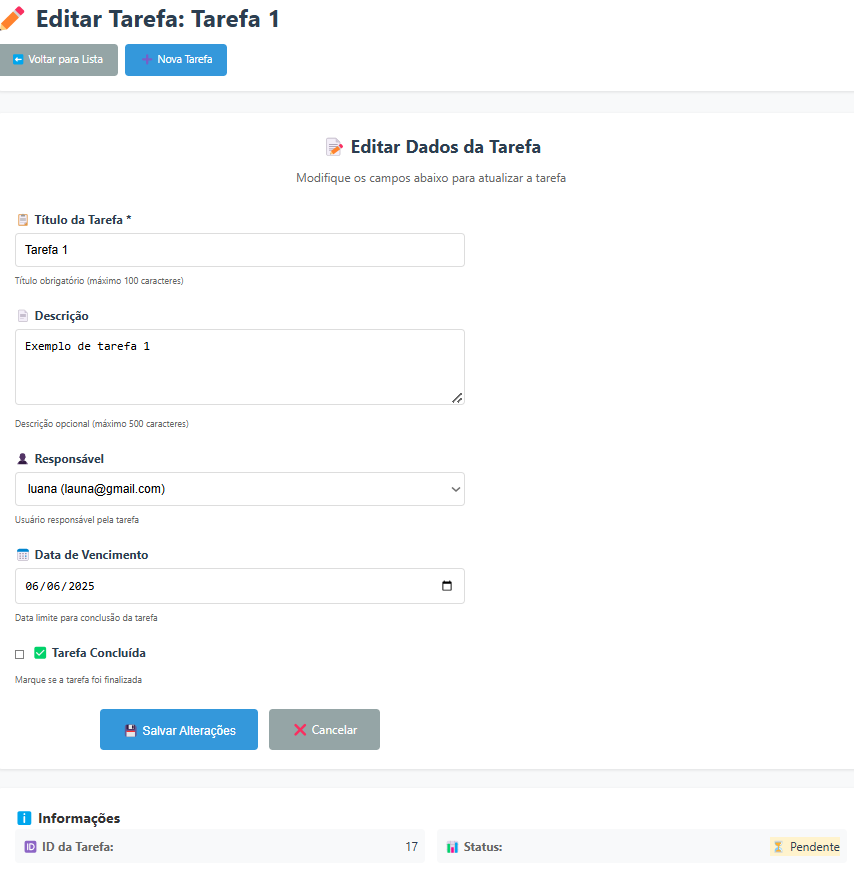 Editar Tarefa: Tarefa 1
Voltar para Lista
Nova Tarefa
Editar Dados da Tarefa
Modifique os campos abaixo para atualizar a tarefa
Título da Tarefa *
Tarefa 1
Título obrigatório (máximo 100 caracteres)
Descrição
Exemplo de tarefa 1
Descrição opcional (máximo 500 caracteres)
Responsável
luana (launa@gmail.com)
Usuário responsável pela tarefa
Data de Vencimento
06/06/2025
Data limite para conclusão da tarefa
Tarefa Concluída
Marque se a tarefa foi finalizada
Salvar Alterações
Cancelar
Informações
ID da Tarefa: 17
Status: Pendente